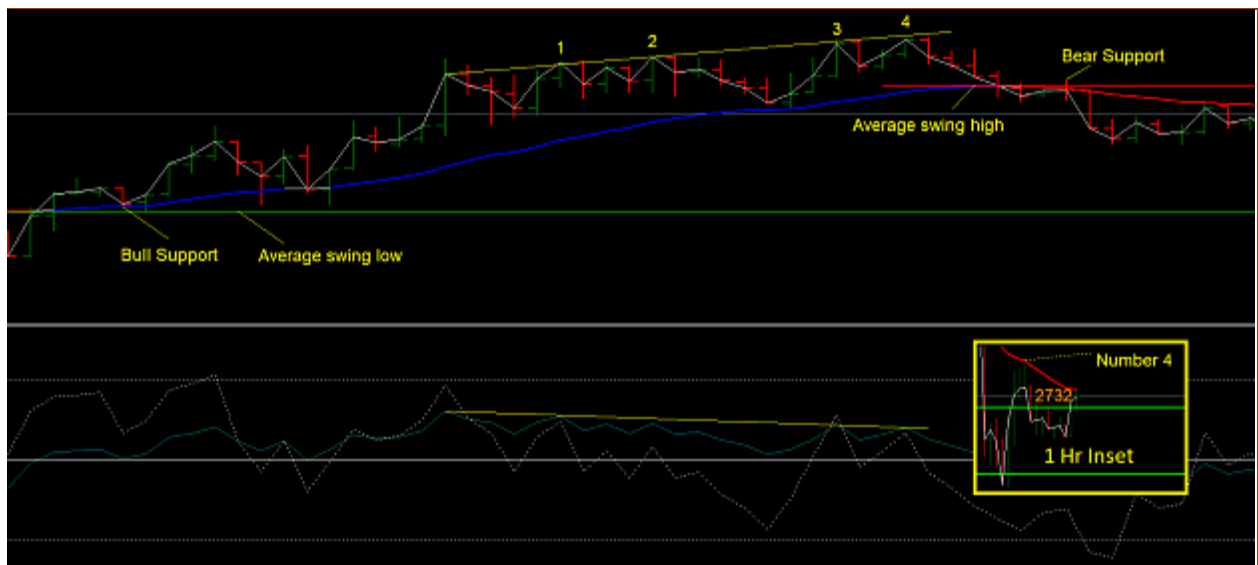 1
2
3
4
Bear Support
Average swing high
Bull Support
Average swing low
Number 4
2732
1 Hr Inset